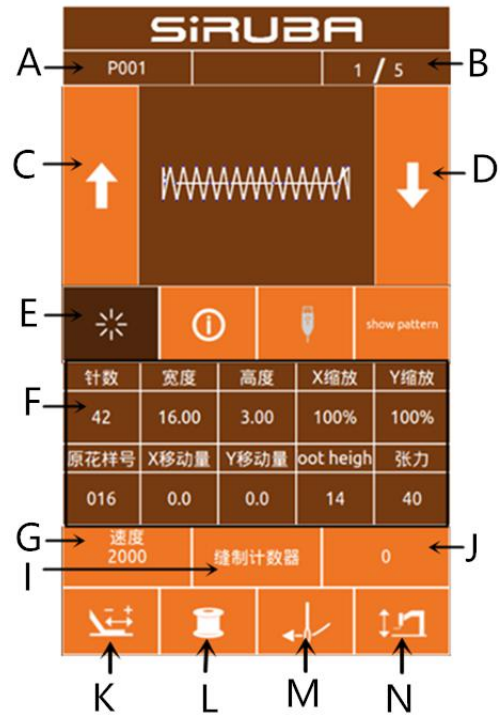 SiRUBA
A P001 1 / 5 B
C D
E
show pattern
针数 宽度 高度 X缩放 Y缩放
F 42 16.00 3.00 100% 100%
原花样号 X移动量 Y移动量 oot heigh 张力
016 0.0 0.0 14 40
G 速度
2000 缝制计数器 0 J
I
K L M N